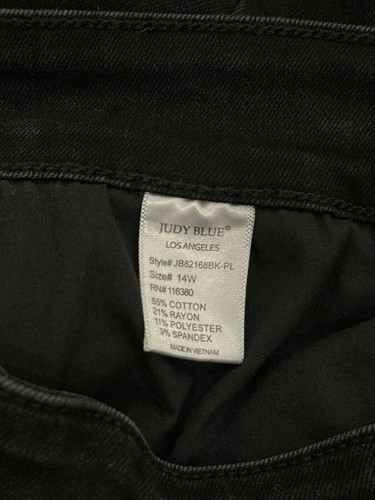 JUDY BLUE®
LOS ANGELES
Style# JB82168BK-PL
Size# 14W
RN# 116380
65% COTTON
21% RAYON
11% POLYESTER
3% SPANDEX
MADE IN VIETNAM